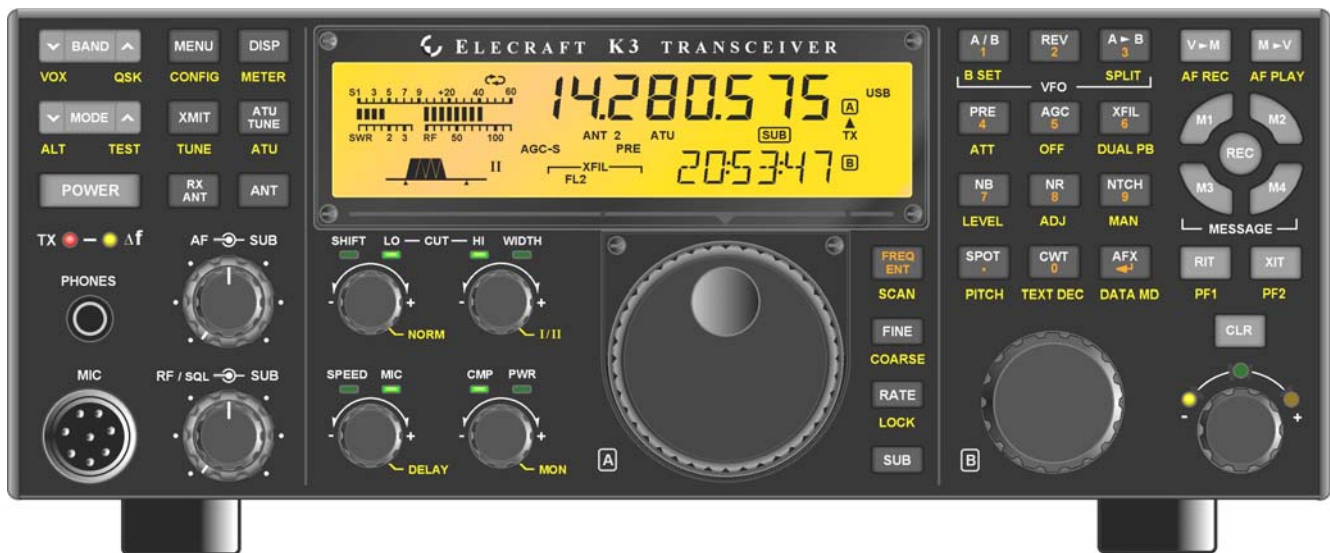 ELECRAFT K3 TRANSCEIVER
BAND
VOX QSK
MENU
CONFIG
DISP
METER
MODE
ALT TEST
XMIT
TUNE
ATU TUNE
ATU
POWER
RX ANT
ANT
TX Δf
PHONES
MIC
AF SUB
RF / SQL SUB
S1 3 5 7 9 +20 40 60
SWR 2 3 RF 50 100
14.280.575
USB
A
TX
ANT 2 ATU
SUB
AGC-S PRE
II
XFIL
FL2
20:53:47
B
SHIFT LO CUT HI WIDTH
- + - +
NORM I/II
SPEED MIC CMP PWR
- + - +
DELAY MON
A
FREQ ENT
SCAN
FINE
COARSE
RATE
LOCK
SUB
A / B 1
REV 2
A ► B 3
B SET SPLIT
VFO
PRE 4
AGC 5
XFIL 6
ATT OFF DUAL PB
NB 7
NR 8
NTCH 9
LEVEL ADJ MAN
SPOT .
CWT 0
AFX
PITCH TEXT DEC DATA MD
B
V►M M►V
AF REC AF PLAY
M1 M2
REC
M3 M4
MESSAGE
RIT XIT
PF1 PF2
CLR
- +